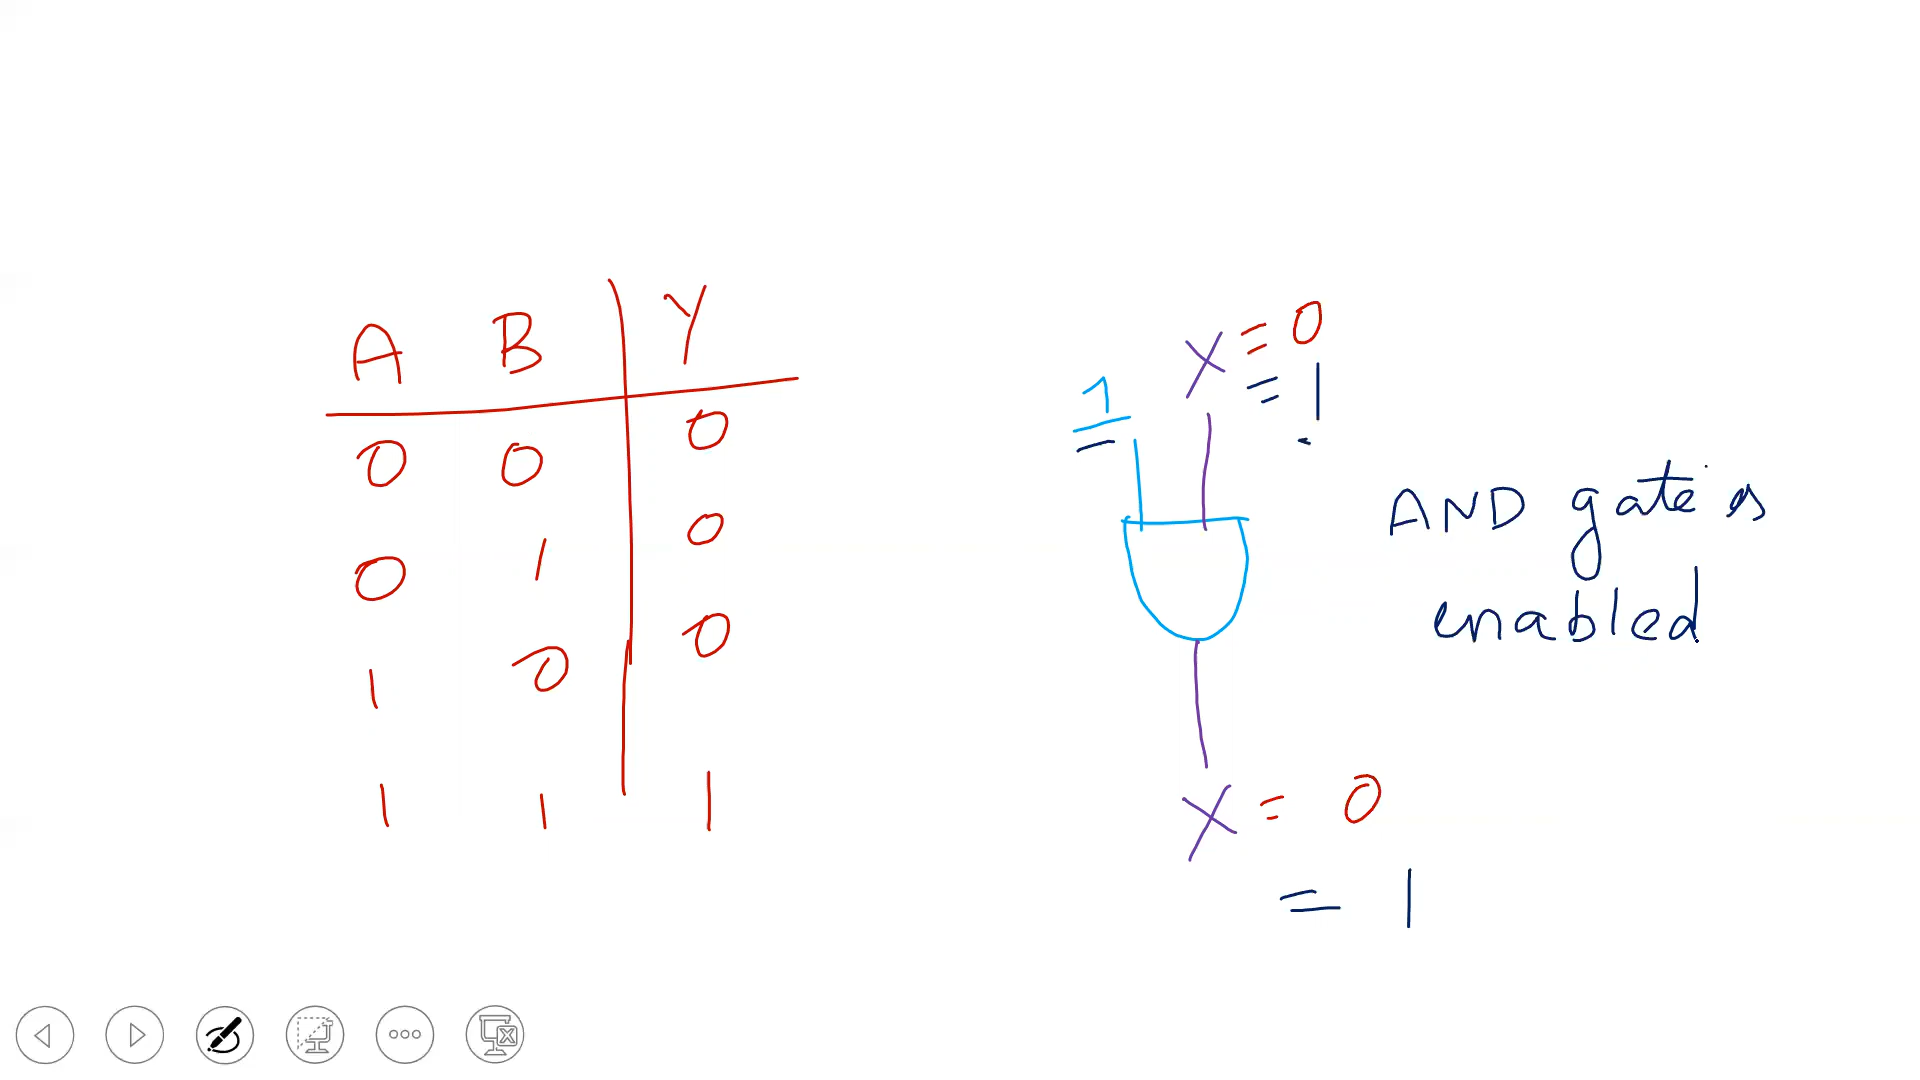 A B Y
0 0 0
0 1 0
1 0 0
1 1 1
X = 0
1 = 1
AND gate is
enabled
X = 0
= 1